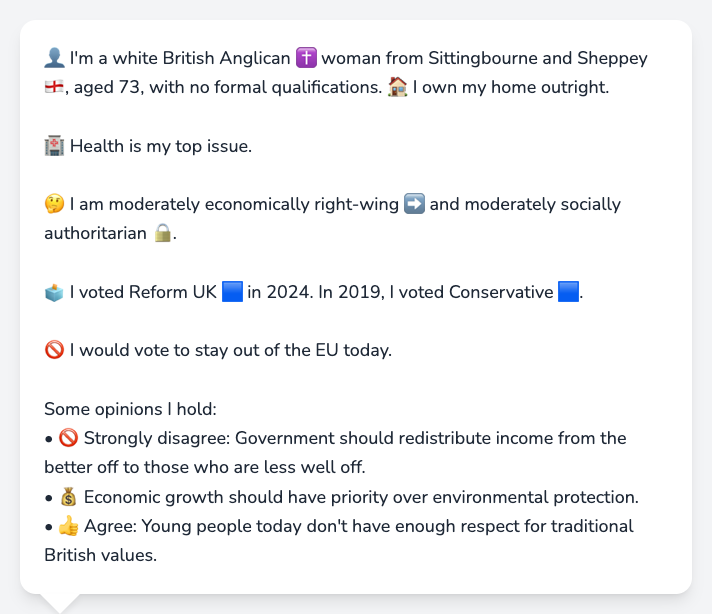 👤 I'm a white British Anglican ✝️ woman from Sittingbourne and Sheppey
🏴󠁧󠁢󠁥󠁮󠁧󠁿, aged 73, with no formal qualifications. 🏠 I own my home outright.
🏥 Health is my top issue.
🤔 I am moderately economically right-wing ➡️ and moderately socially
authoritarian 🔒.
🗳️ I voted Reform UK 🟦 in 2024. In 2019, I voted Conservative 🟦.
🚫 I would vote to stay out of the EU today.
Some opinions I hold:
• 🚫 Strongly disagree: Government should redistribute income from the
better off to those who are less well off.
• 💰 Economic growth should have priority over environmental protection.
• 👍 Agree: Young people today don't have enough respect for traditional
British values.